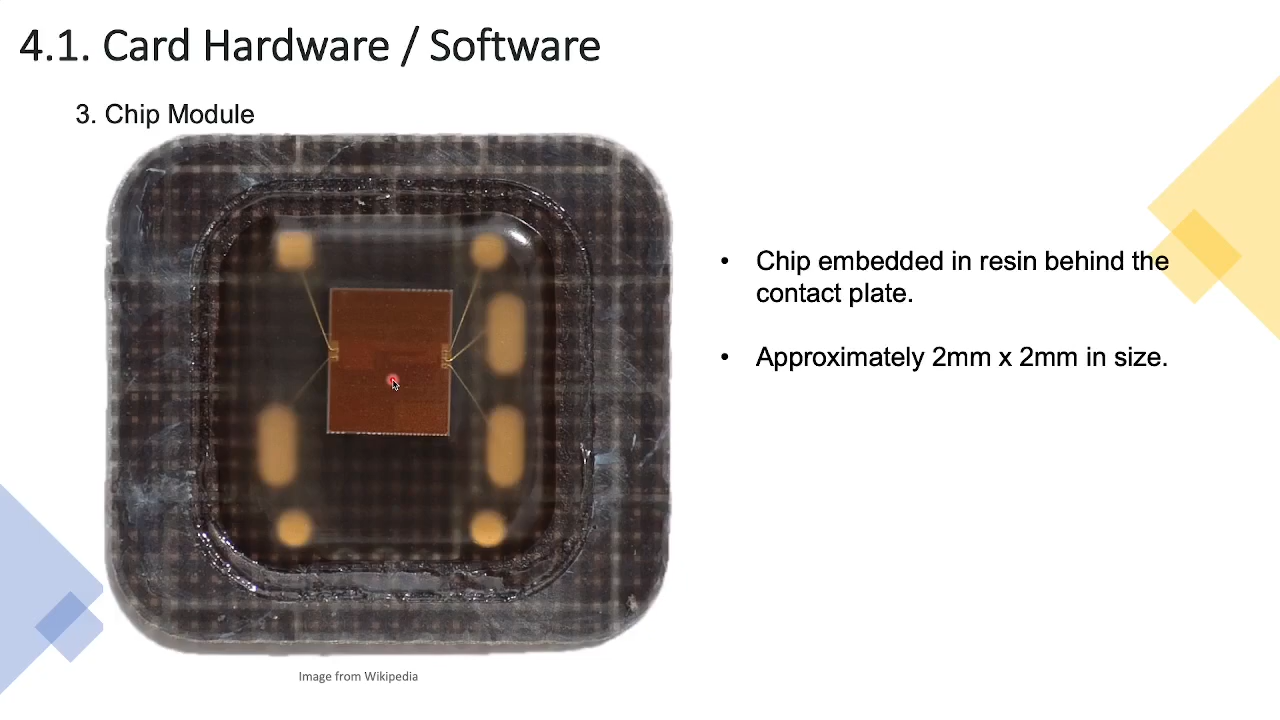 4.1. Card Hardware / Software
3. Chip Module
• Chip embedded in resin behind the
contact plate.
• Approximately 2mm x 2mm in size.
Image from Wikipedia